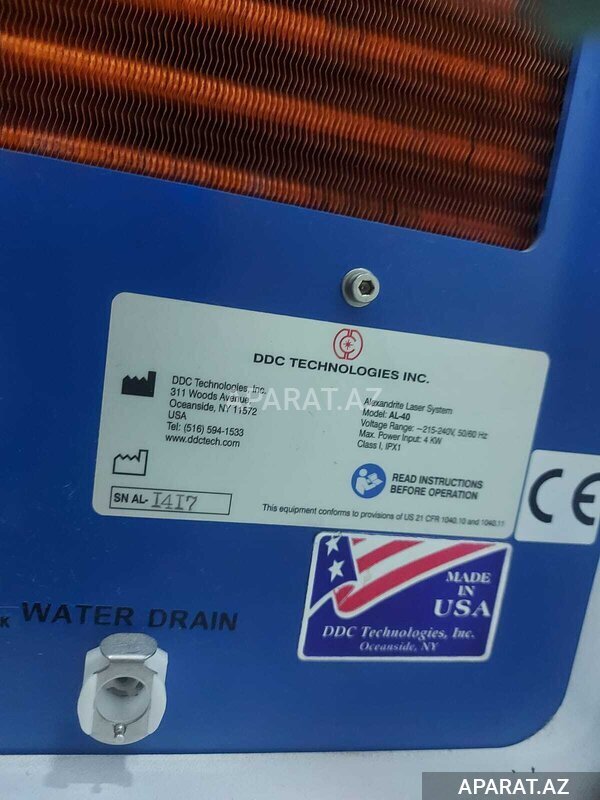 DDC TECHNOLOGIES INC.
DDC Technologies, Inc.
311 Woods Avenue,
Oceanside, NY 11572
USA
Tel: (516) 594-1533
www.ddctech.com
Alexandrite Laser System
Model: AL-40
Voltage Range: ~215-240V, 50/60 Hz
Max. Power Input: 4 KW
Class I, IPX1
APARAT.AZ
READ INSTRUCTIONS
BEFORE OPERATION
SN AL- 1417
This equipment conforms to provisions of US 21 CFR 1040.10 and 1040.11
CE
MADE
IN
USA
DDC Technologies, Inc.
Oceanside, NY
K WATER DRAIN
APARAT.AZ